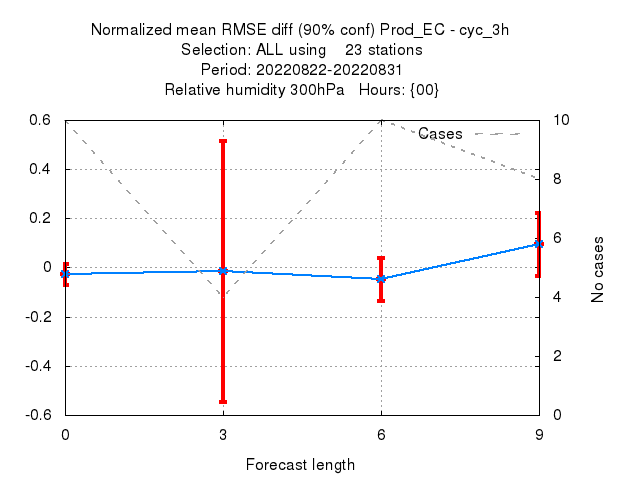 Normalized mean RMSE diff (90% conf) Prod_EC - cyc_3h
Selection: ALL using 23 stations
Period: 20220822-20220831
Relative humidity 300hPa Hours: {00}
Cases
0.6
0.4
0.2
0
-0.2
-0.4
-0.6
10
8
6
4
2
0
No cases
0 3 6 9
Forecast length